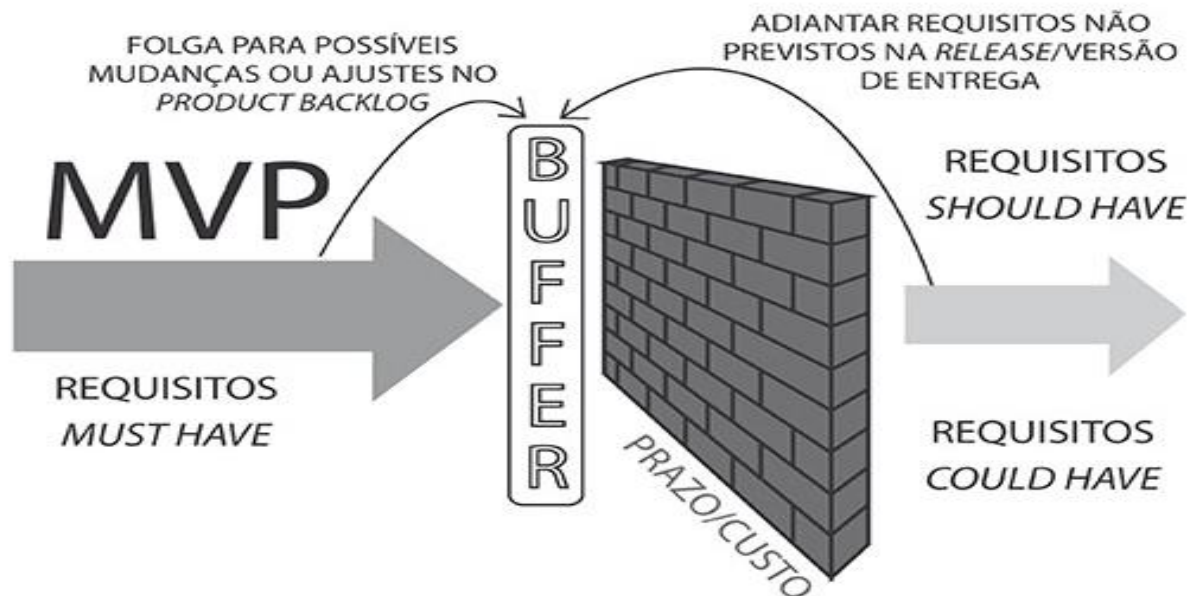 FOLGA PARA POSSÍVEIS
MUDANÇAS OU AJUSTES NO
PRODUCT BACKLOG
ADIANTAR REQUISITOS NÃO
PREVISTOS NA RELEASE/VERSÃO
DE ENTREGA
MVP
REQUISITOS
MUST HAVE
BUFFER
PRAZO/CUSTO
REQUISITOS
SHOULD HAVE
REQUISITOS
COULD HAVE